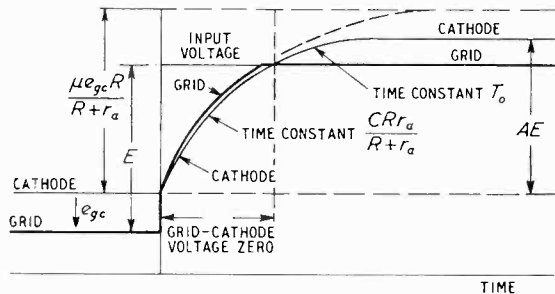 INPUT
VOLTAGE
CATHODE
GRID
GRID
μe_gc R
R + r_a
TIME CONSTANT T_o
E
TIME CONSTANT CRr_a
R + r_a
AE
CATHODE
CATHODE
e_gc
GRID
GRID-CATHODE
VOLTAGE ZERO
TIME